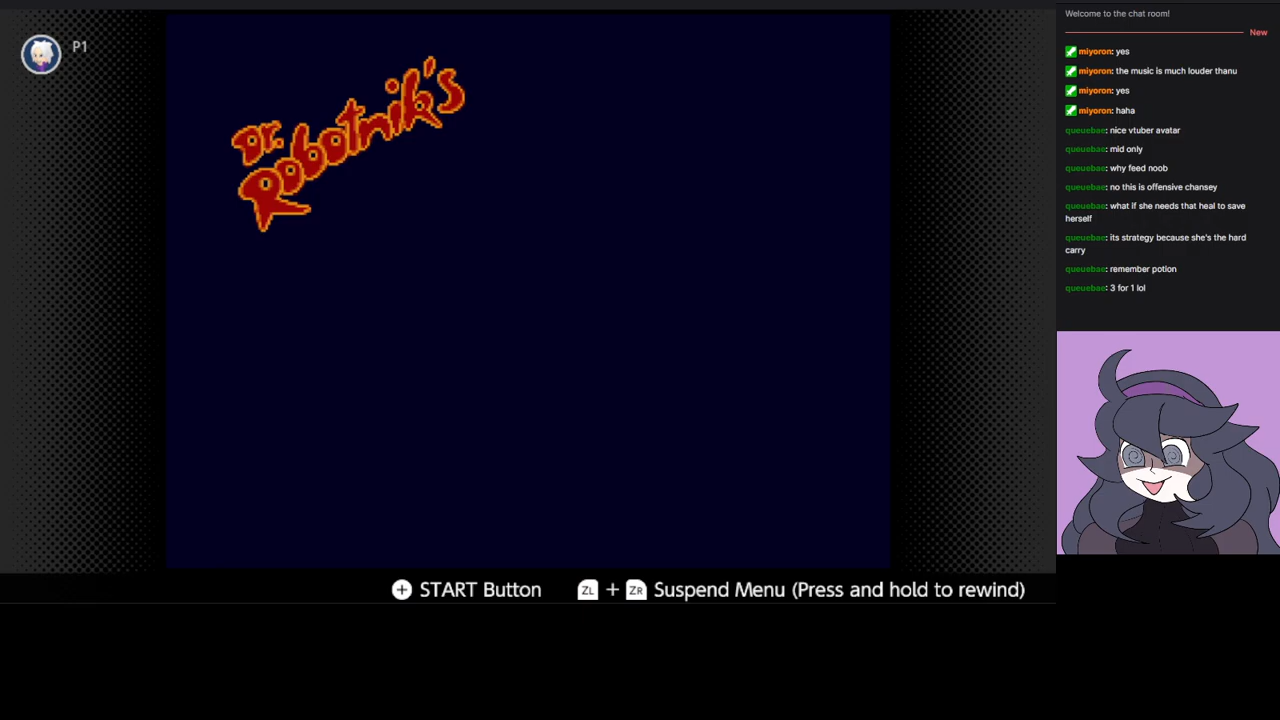 P1
Dr.
Robotnik's
START Button
ZL + ZR Suspend Menu (Press and hold to rewind)
Welcome to the chat room!
New
miyoron: yes
miyoron: the music is much louder thanu
miyoron: yes
miyoron: haha
queuebae: nice vtuber avatar
queuebae: mid only
queuebae: why feed noob
queuebae: no this is offensive chansey
queuebae: what if she needs that heal to save
herself
queuebae: its strategy because she's the hard
carry
queuebae: remember potion
queuebae: 3 for 1 lol